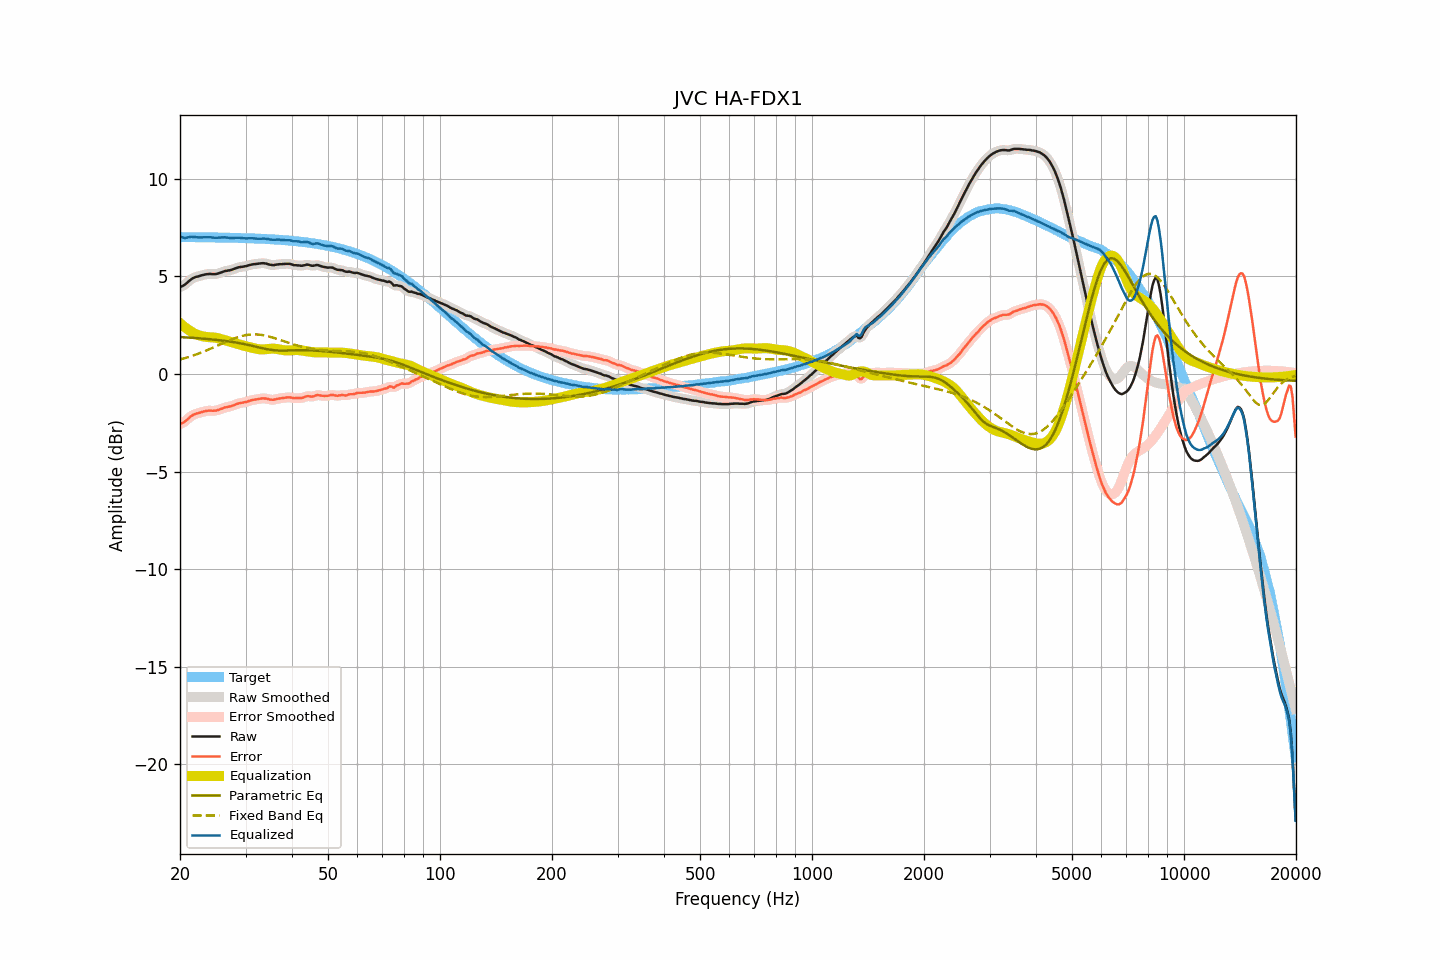 JVC HA-FDX1
Amplitude (dBr)
10
5
0
−5
−10
−15
−20
Target
Raw Smoothed
Error Smoothed
Raw
Error
Equalization
Parametric Eq
Fixed Band Eq
Equalized
20 50 100 200 500 1000 2000 5000 10000 20000
Frequency (Hz)